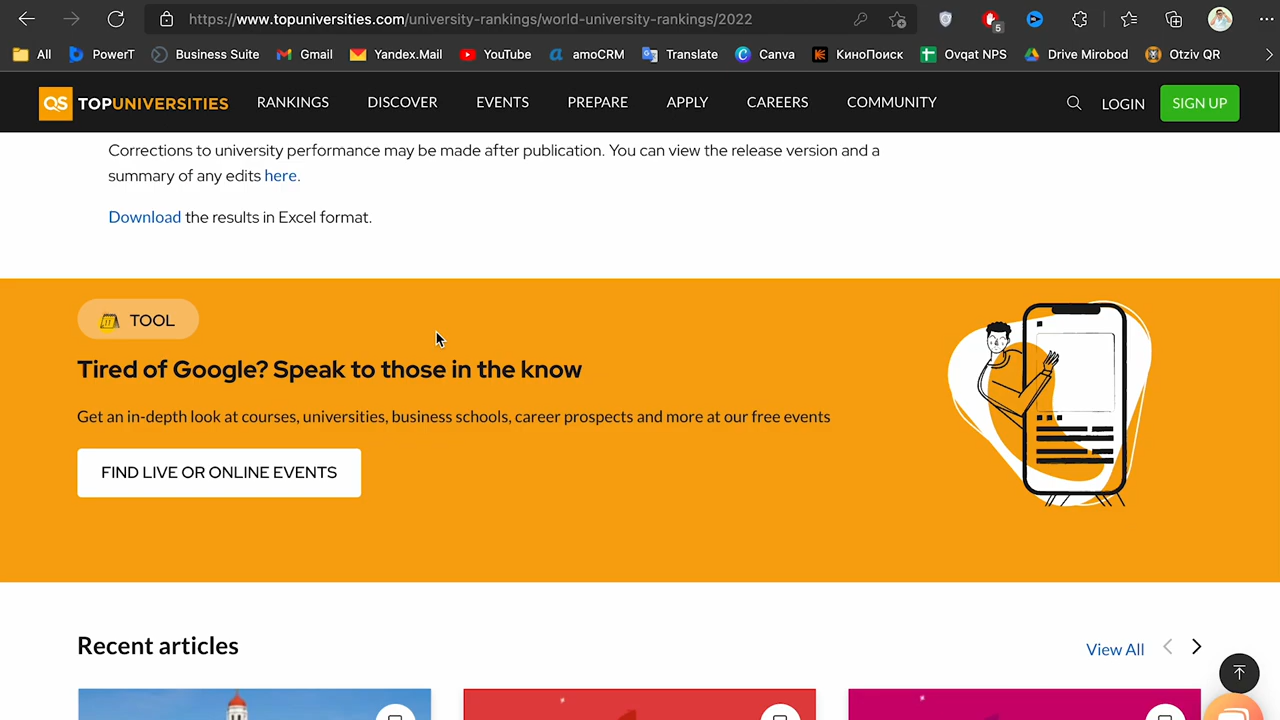 https://www.topuniversities.com/university-rankings/world-university-rankings/2022
5
All PowerT Business Suite Gmail Yandex.Mail YouTube amoCRM Translate Canva КиноПоиск Ovqat NPS Drive Mirobod Otziv QR
QS TOPUNIVERSITIES RANKINGS DISCOVER EVENTS PREPARE APPLY CAREERS COMMUNITY LOGIN SIGN UP
Corrections to university performance may be made after publication. You can view the release version and a
summary of any edits here.
Download the results in Excel format.
TOOL
Tired of Google? Speak to those in the know
Get an in-depth look at courses, universities, business schools, career prospects and more at our free events
FIND LIVE OR ONLINE EVENTS
Recent articles
View All